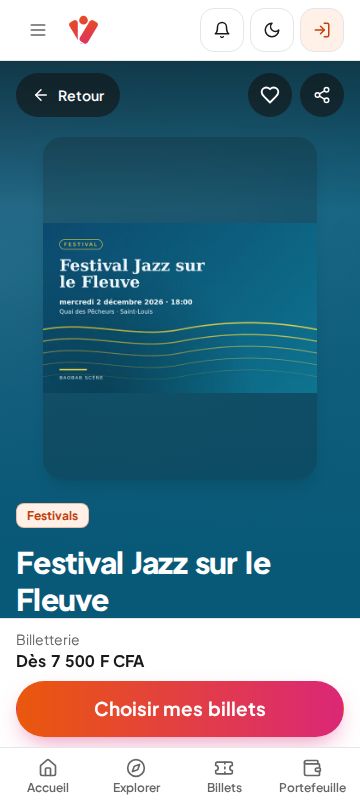 Retour
FESTIVAL
Festival Jazz sur
le Fleuve
mercredi 2 décembre 2026 · 18:00
Quai des Pêcheurs · Saint-Louis
BAOBAB SCÈNE
Festivals
Festival Jazz sur le
Fleuve
Billetterie
Dès 7 500 F CFA
Choisir mes billets
Accueil
Explorer
Billets
Portefeuille